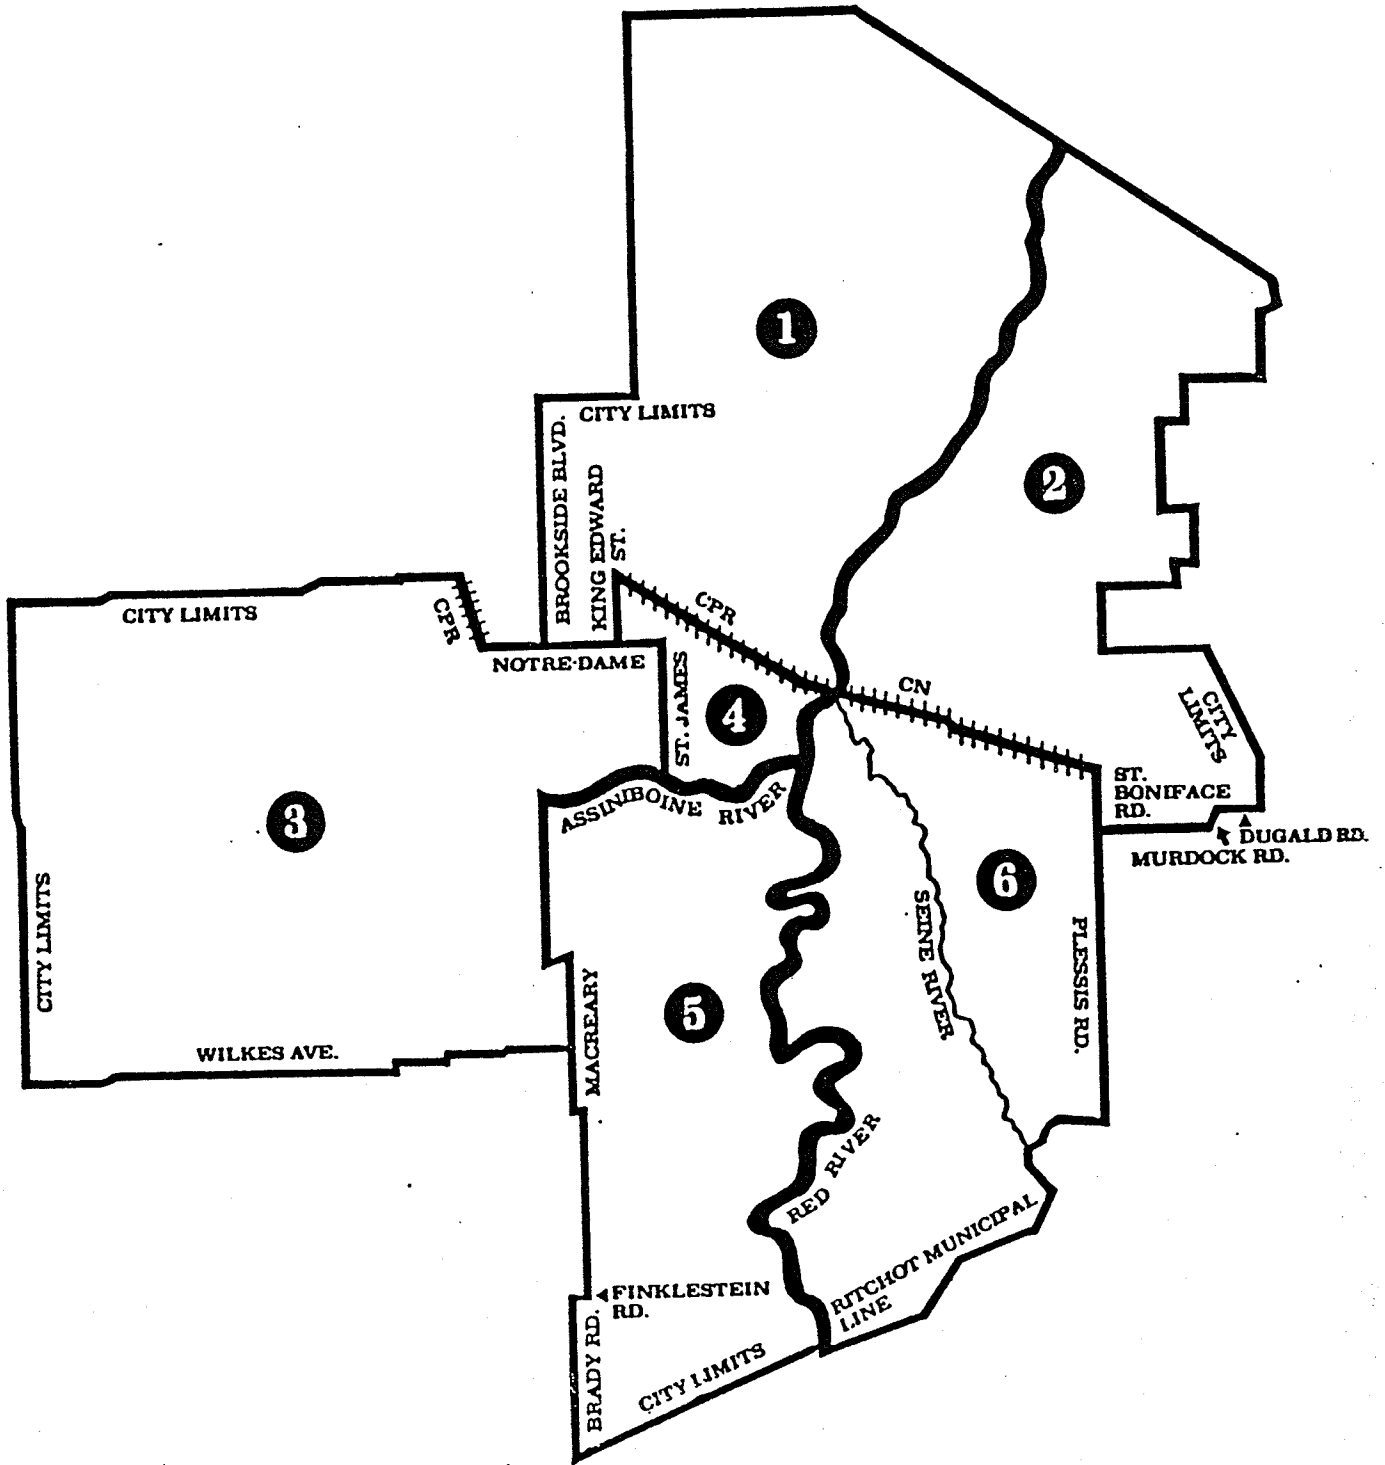 1
CITY LIMITS
BROOKSIDE BLVD.
KING EDWARD
ST.
2
CITY LIMITS
CPR
CPR
NOTRE-DAME
ST. JAMES
4
CN
CITY
LIMITS
ST.
BONIFACE
RD.
DUGALD RD.
MURDOCK RD.
3
ASSINIBOINE RIVER
6
CITY LIMITS
SEINE RIVER
PLESSIS RD.
5
MACREARY
WILKES AVE.
RED RIVER
RITCHOT MUNICIPAL
LINE
FINKLESTEIN
RD.
BRADY RD.
CITY LIMITS